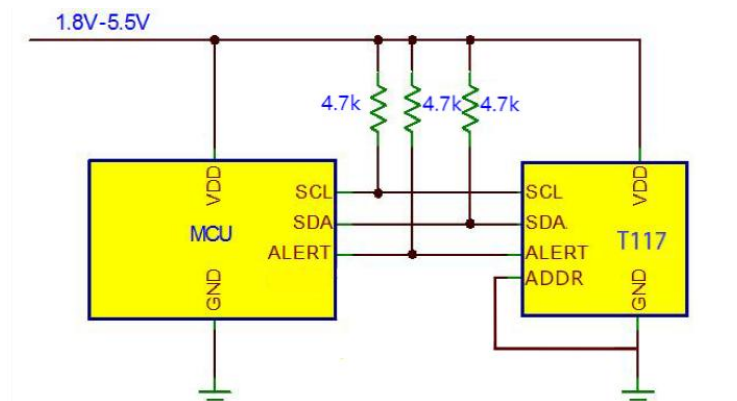 1.8V-5.5V
4.7k
4.7k
4.7k
VDD
SCL
SDA
ALERT
MCU
GND
VDD
SCL
SDA
ALERT
ADDR
T117
GND